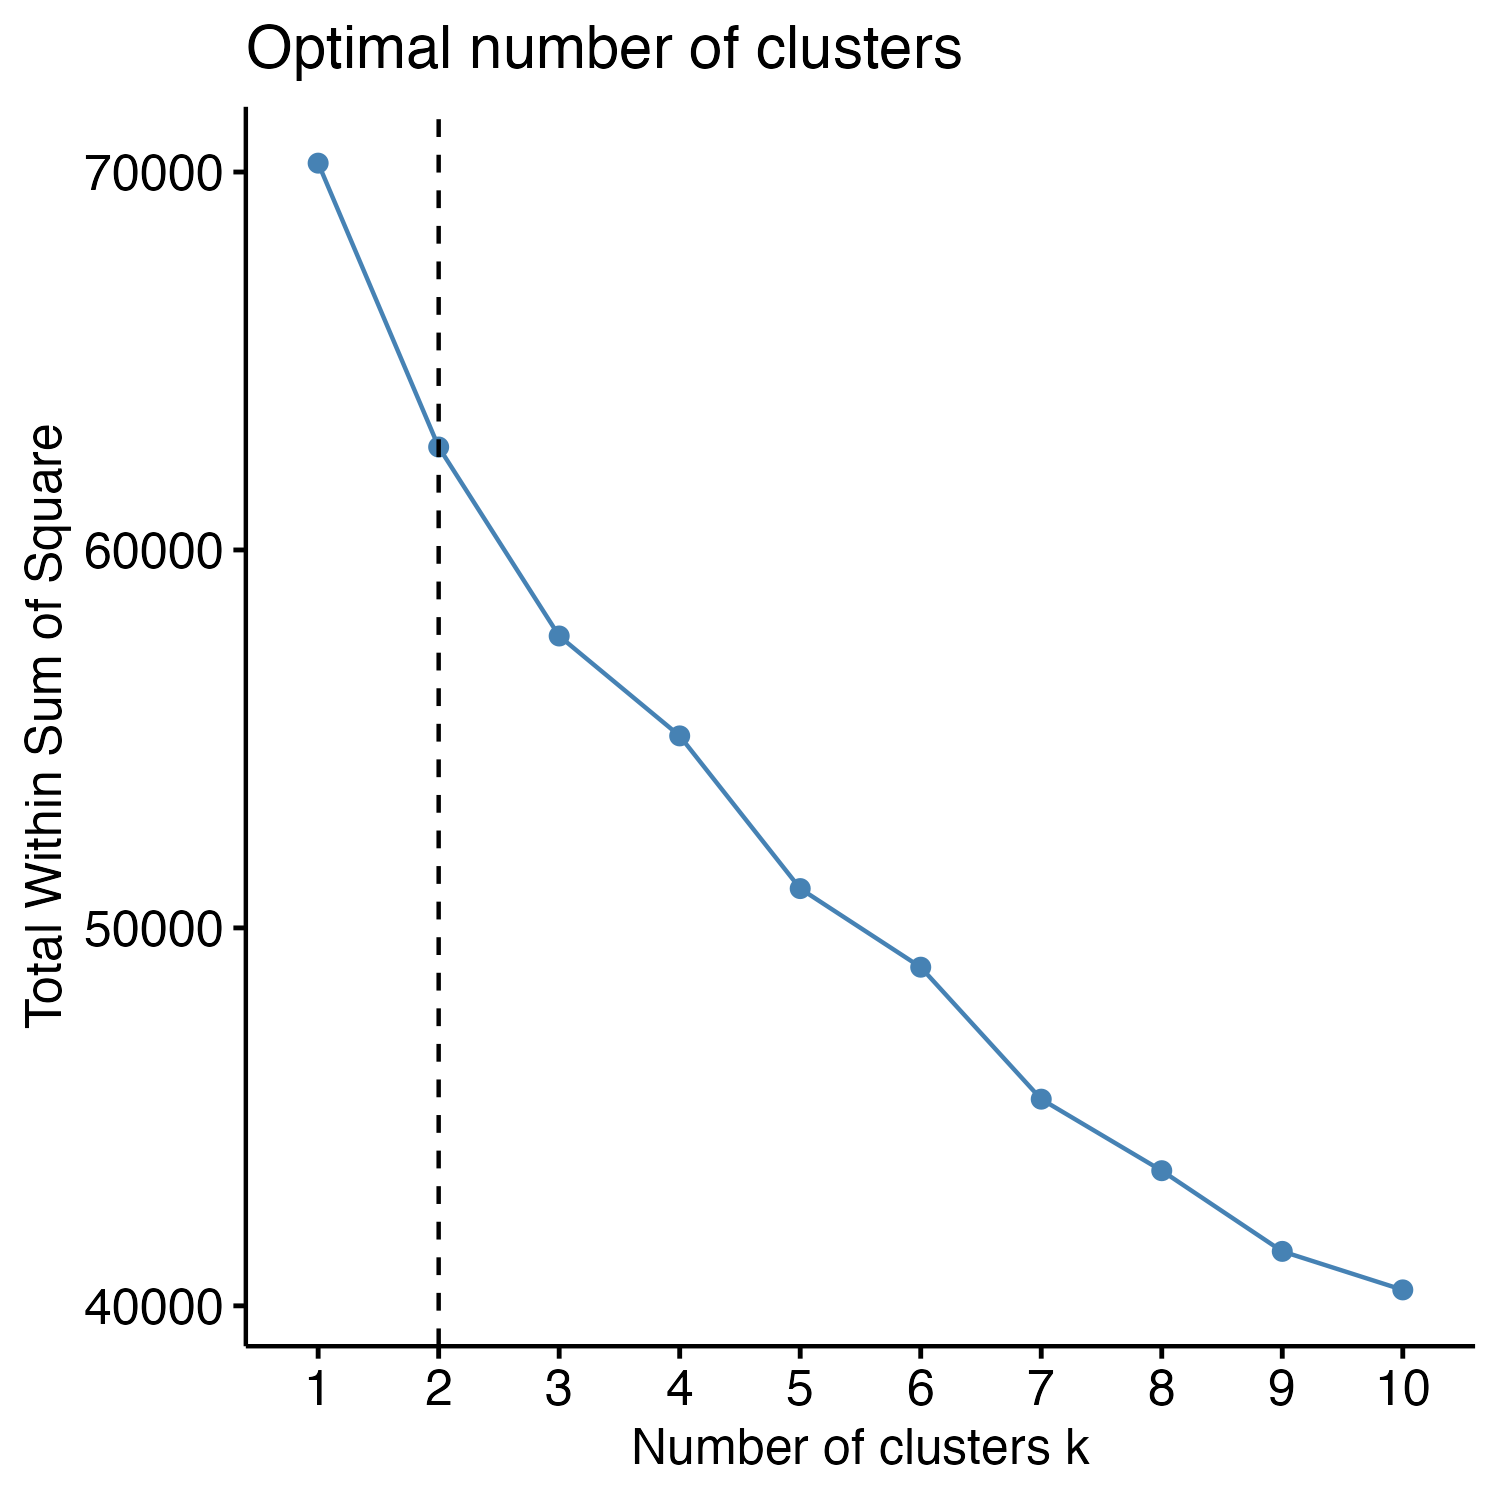 Optimal number of clusters
Total Within Sum of Square
70000
60000
50000
40000
1 2 3 4 5 6 7 8 9 10
Number of clusters k